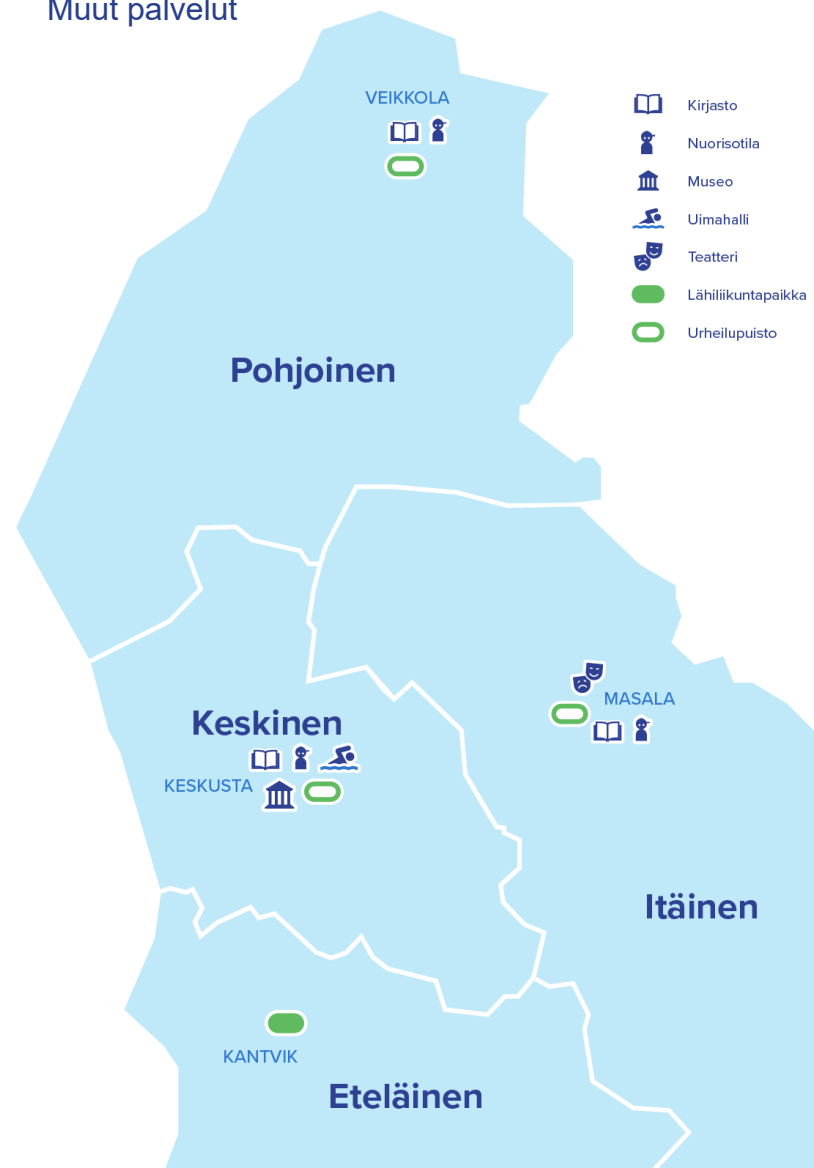 Muut palvelut
VEIKKOLA
Kirjasto
Nuorisotila
Museo
Uimahalli
Teatteri
Lähiliikuntapaikka
Urheilupuisto
Pohjoinen
MASALA
Keskinen
KESKUSTA
Itäinen
KANTVIK
Eteläinen